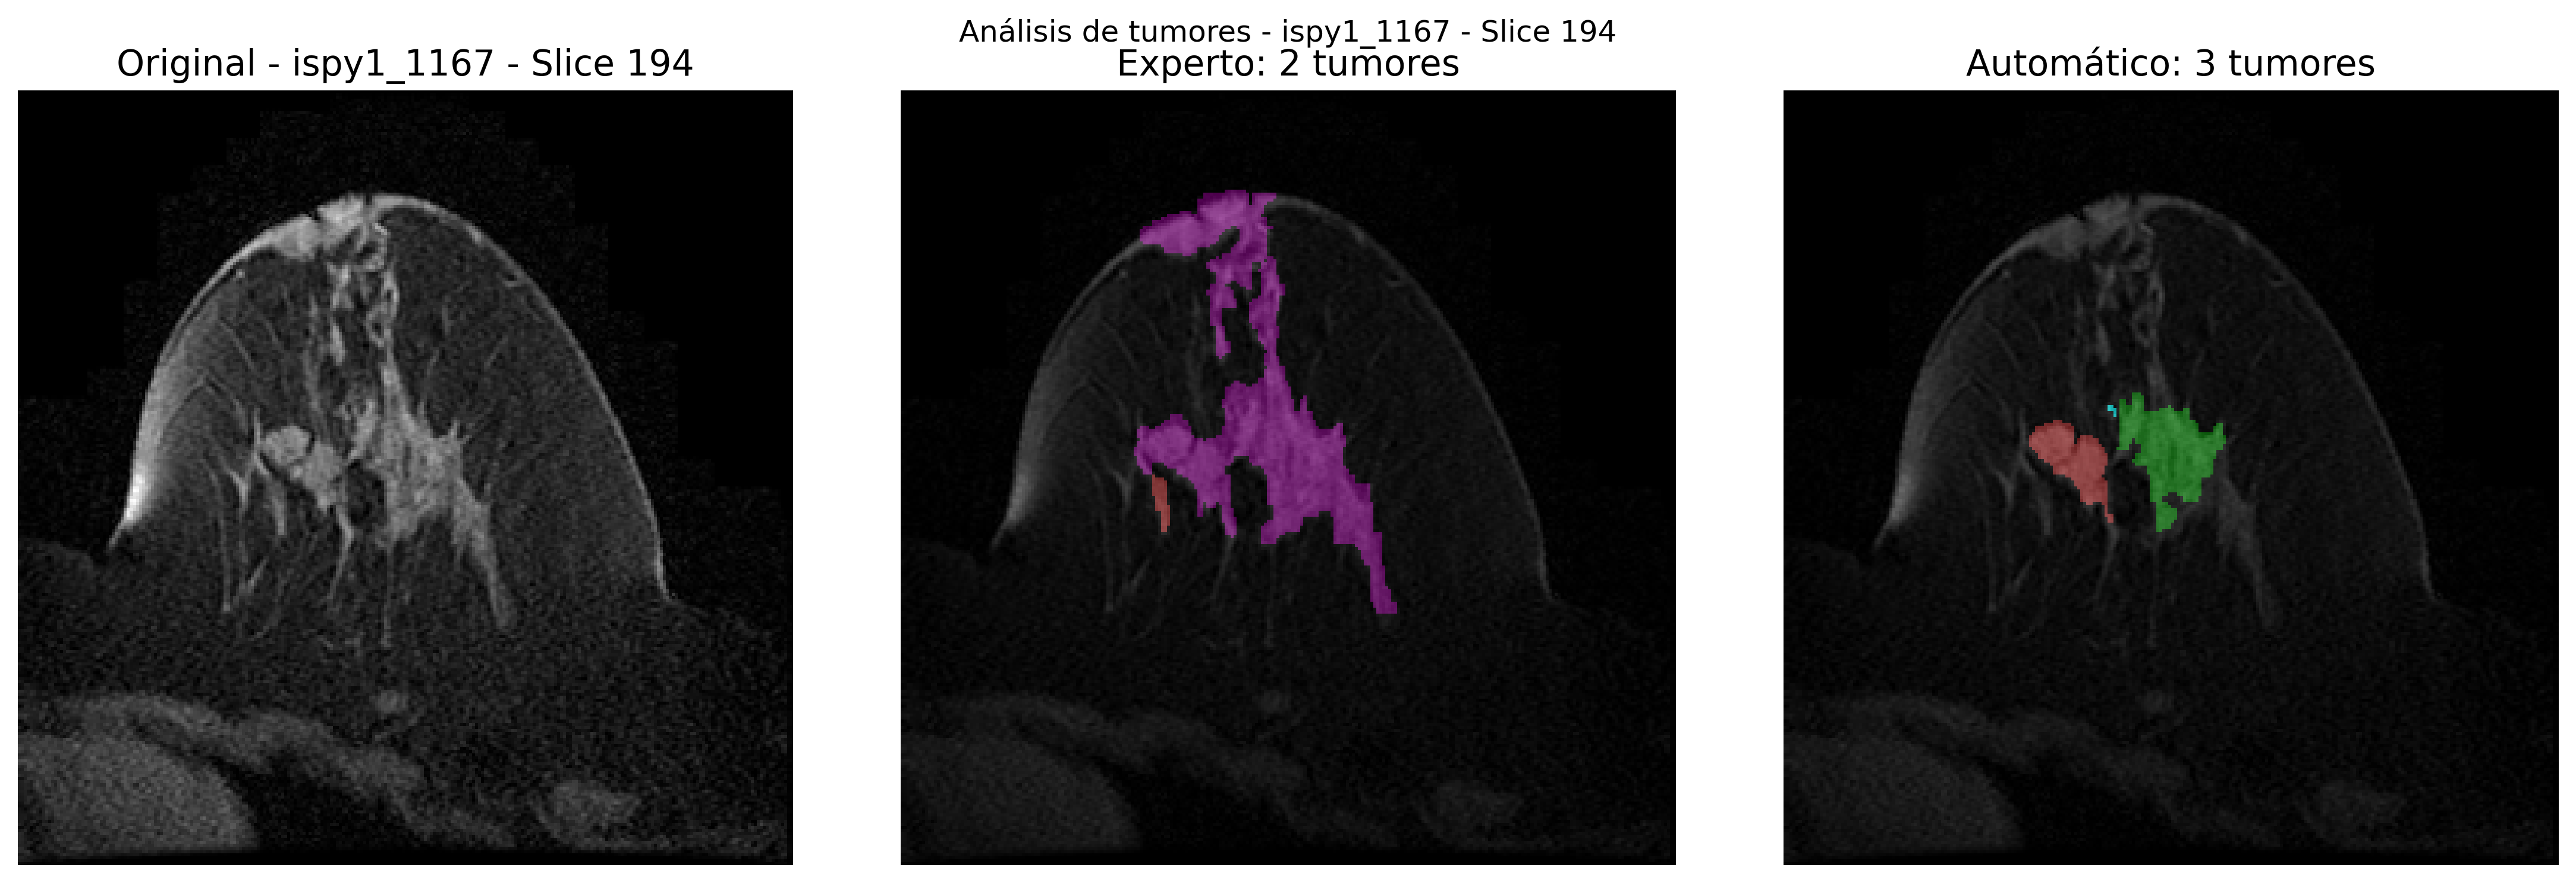 Análisis de tumores - ispy1_1167 - Slice 194
Original - ispy1_1167 - Slice 194
Experto: 2 tumores
Automático: 3 tumores